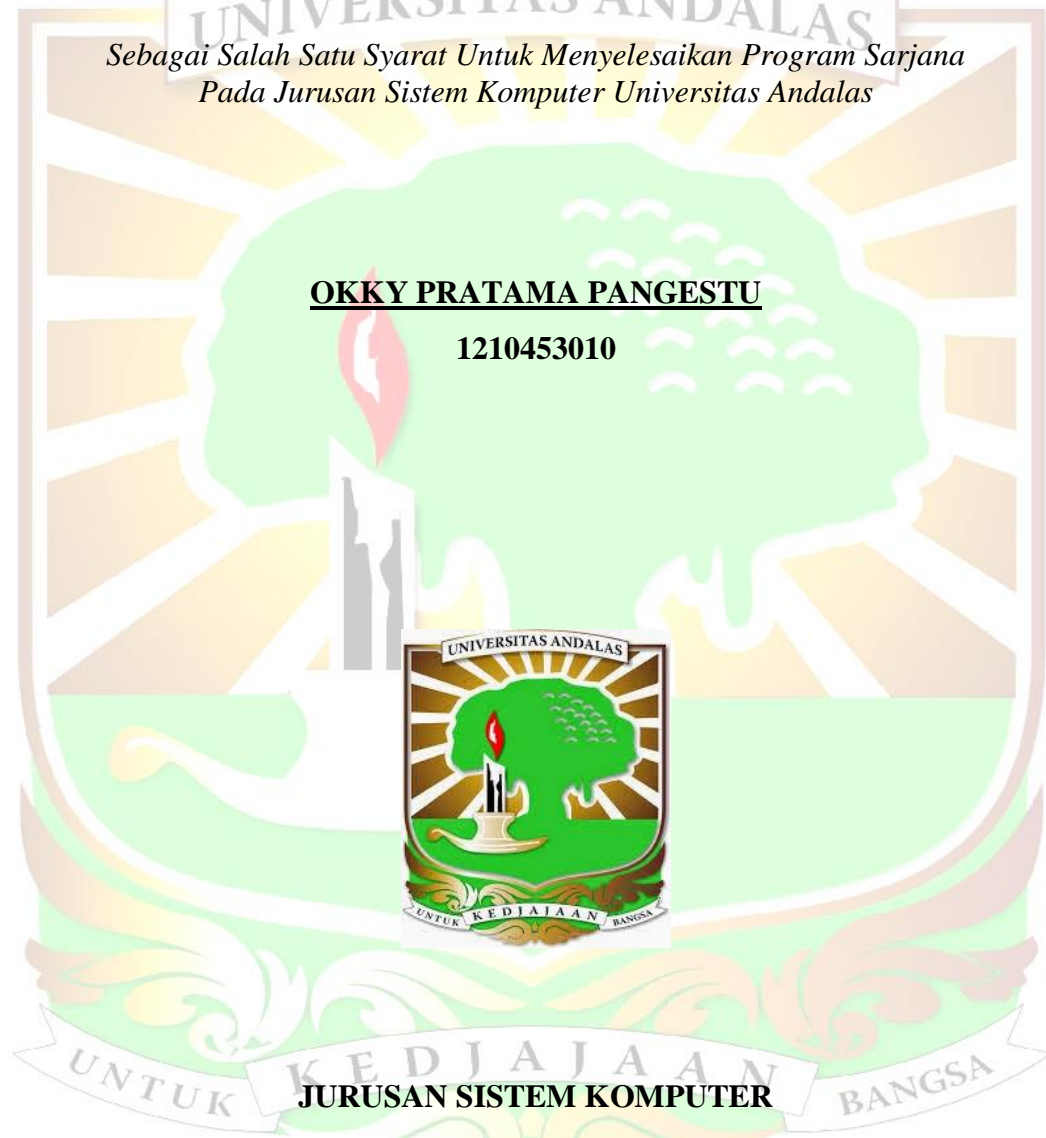 UNIVERSITAS ANDALAS
Sebagai Salah Satu Syarat Untuk Menyelesaikan Program Sarjana
Pada Jurusan Sistem Komputer Universitas Andalas
OKKY PRATAMA PANGESTU
1210453010
UNIVERSITAS ANDALAS
UNTUK KEDJAJAAN BANGSA
UNTUK KEDJAJAAN BANGSA
JURUSAN SISTEM KOMPUTER